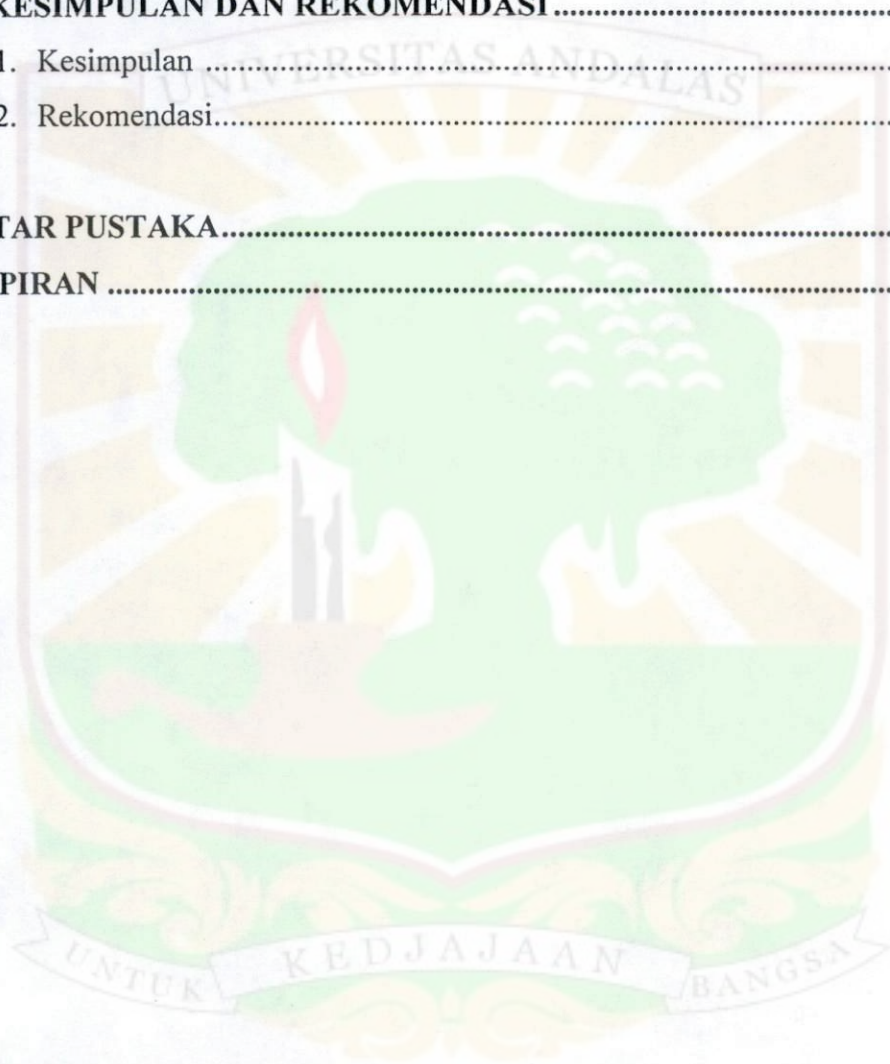 KESIMPULAN DAN REKOMENDASI
1. Kesimpulan
UNIVERSITAS ANDALAS
2. Rekomendasi
TAR PUSTAKA
PIRAN
UNTUK KEDJAJAAN BANGSA